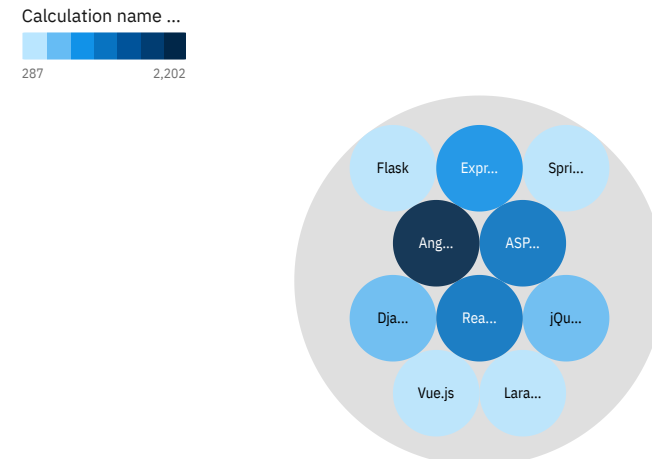 Calculation name ...
287 2,202
Flask Expr... Spri...
Ang... ASP...
Dja... Rea... jQu...
Vue.js Lara...